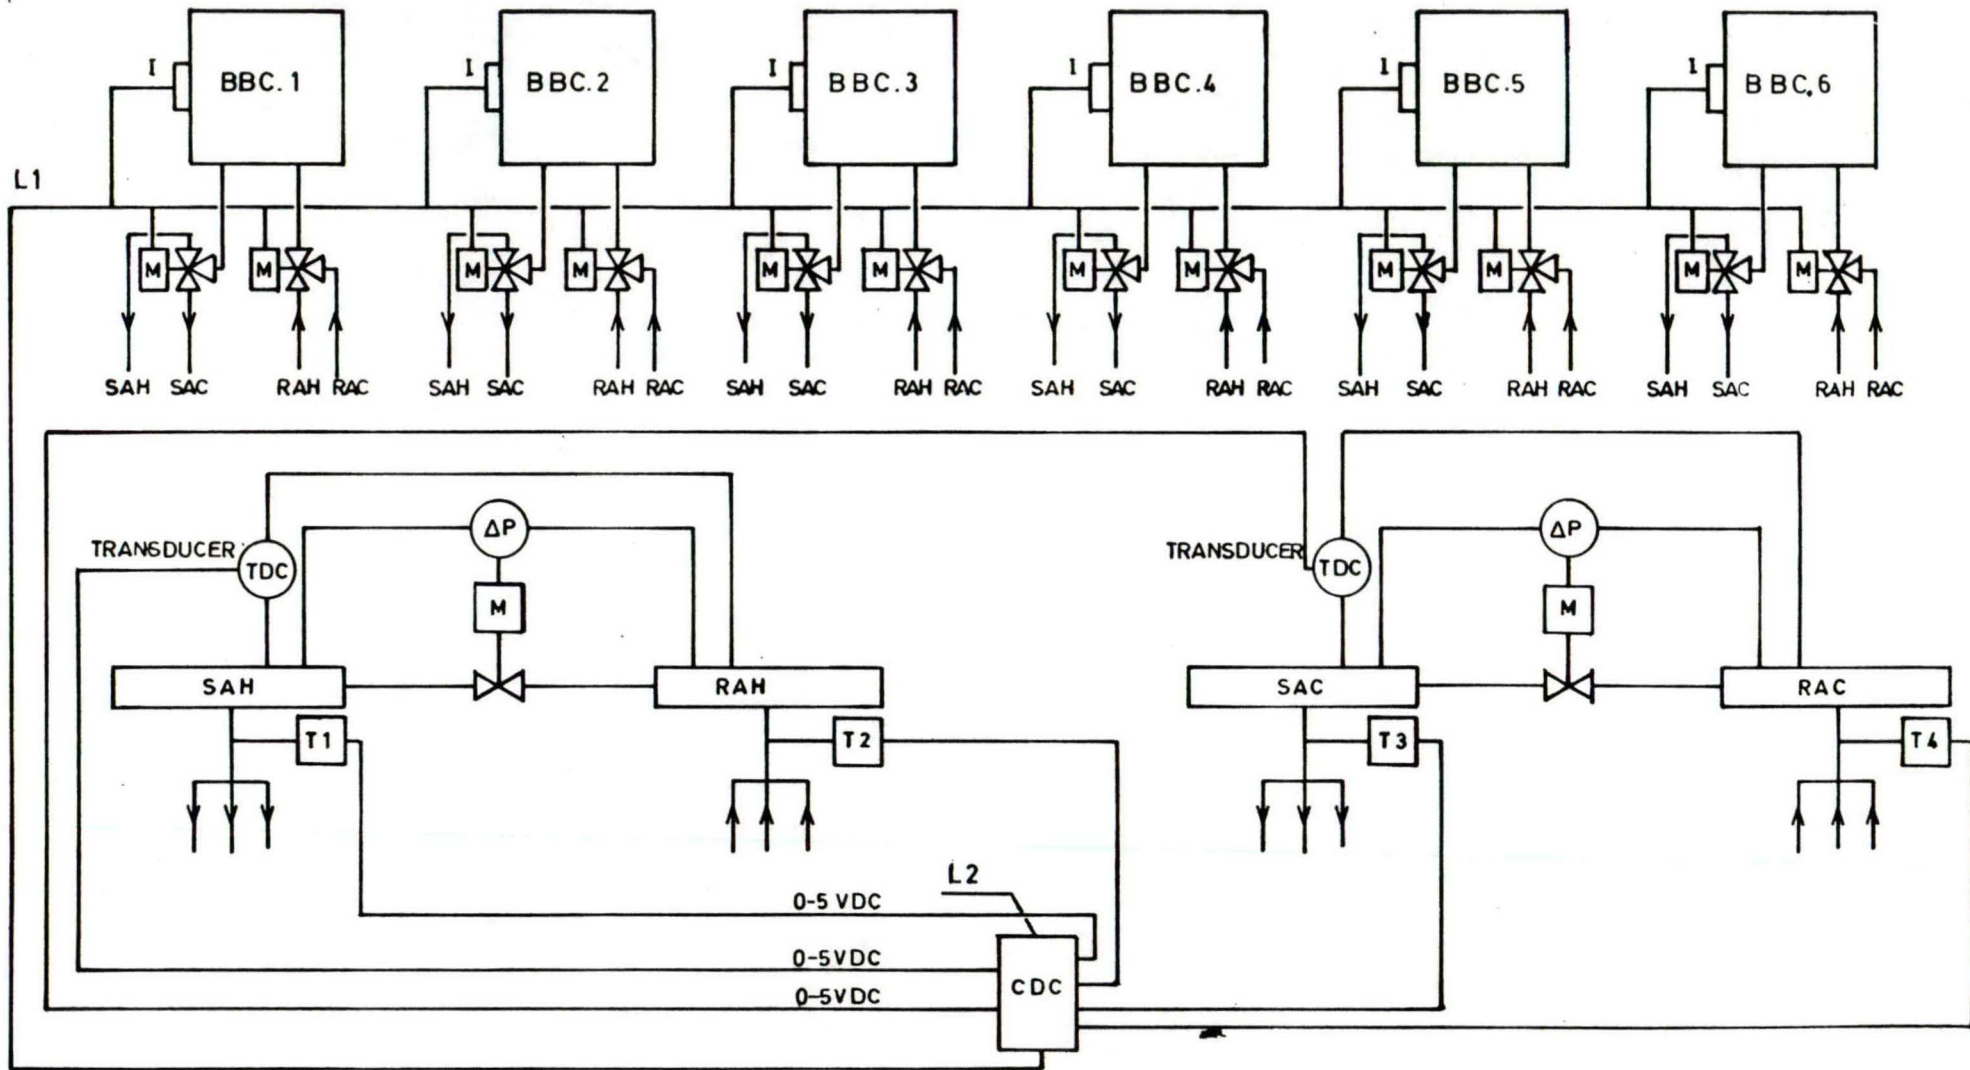 I I I I I I
BBC.1 BBC.2 BBC.3 BBC.4 BBC.5 BBC.6
L1
M M M M M M M M M M M M
SAH SAC RAH RAC SAH SAC RAH RAC SAH SAC RAH RAC SAH SAC RAH RAC SAH SAC RAH RAC SAH SAC RAH RAC
ΔP ΔP
TRANSDUCER TRANSDUCER
TDC TDC
M M
SAH RAH SAC RAC
T1 T2 T3 T4
L2
0-5 VDC
0-5VDC
CDC
0-5VDC